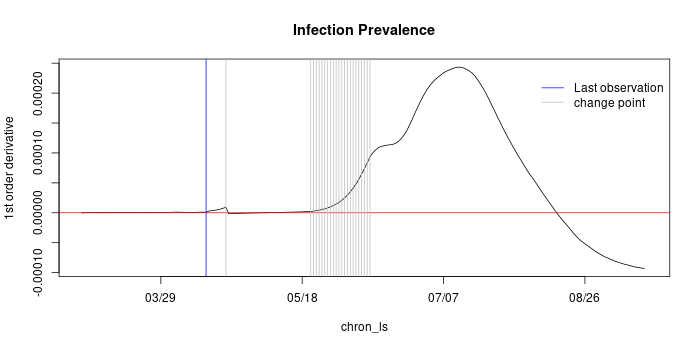 Infection Prevalence
1st order derivative
0.00020
0.00010
0.00000
-0.00010
Last observation
change point
03/29
05/18
07/07
08/26
chron_ls